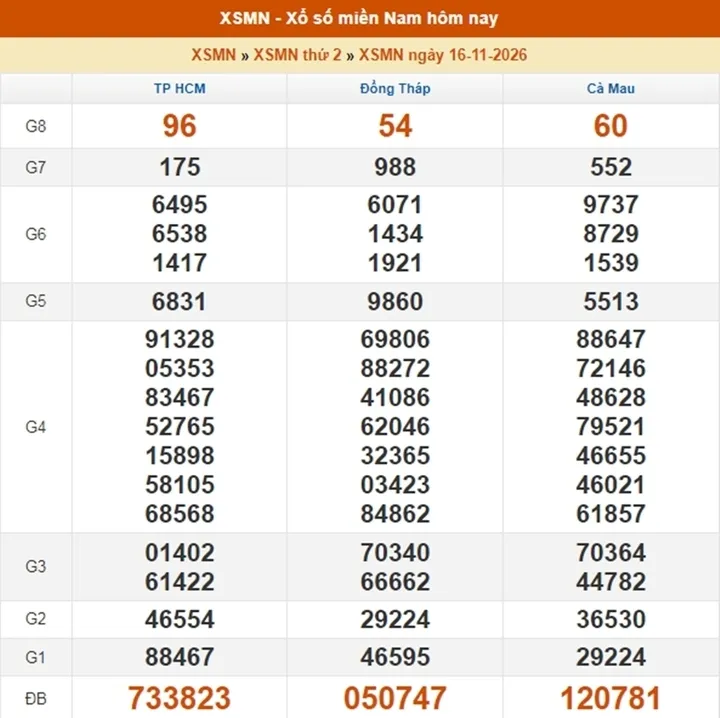 XSMN - Xổ số miền Nam hôm nay
XSMN » XSMN thứ 2 » XSMN ngày 16-11-2026
TP HCM Đồng Tháp Cà Mau
G8 96 54 60
G7 175 988 552
6495 6071 9737
G6 6538 1434 8729
1417 1921 1539
G5 6831 9860 5513
91328 69806 88647
05353 88272 72146
83467 41086 48628
G4 52765 62046 79521
15898 32365 46655
58105 03423 46021
68568 84862 61857
G3 01402 70340 70364
61422 66662 44782
G2 46554 29224 36530
G1 88467 46595 29224
ĐB 733823 050747 120781